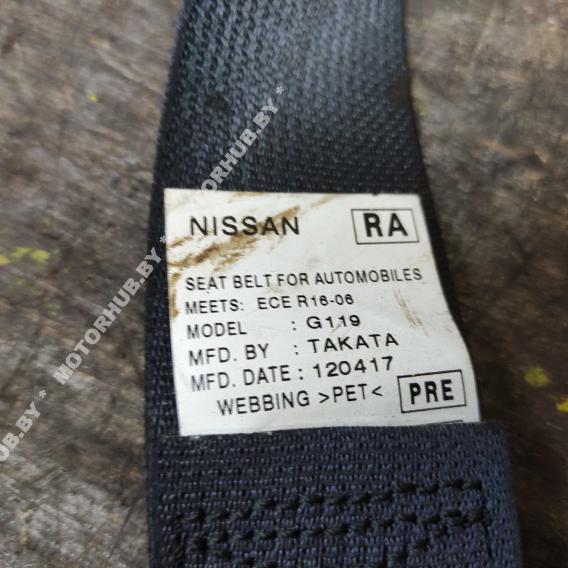 NISSAN RA
SEAT BELT FOR AUTOMOBILES
MEETS: ECE R16-06
MODEL : G119
MFD. BY : TAKATA
MFD. DATE : 120417
WEBBING >PET< PRE
* MOTORHUB.BY * MOTORHUB.BY *